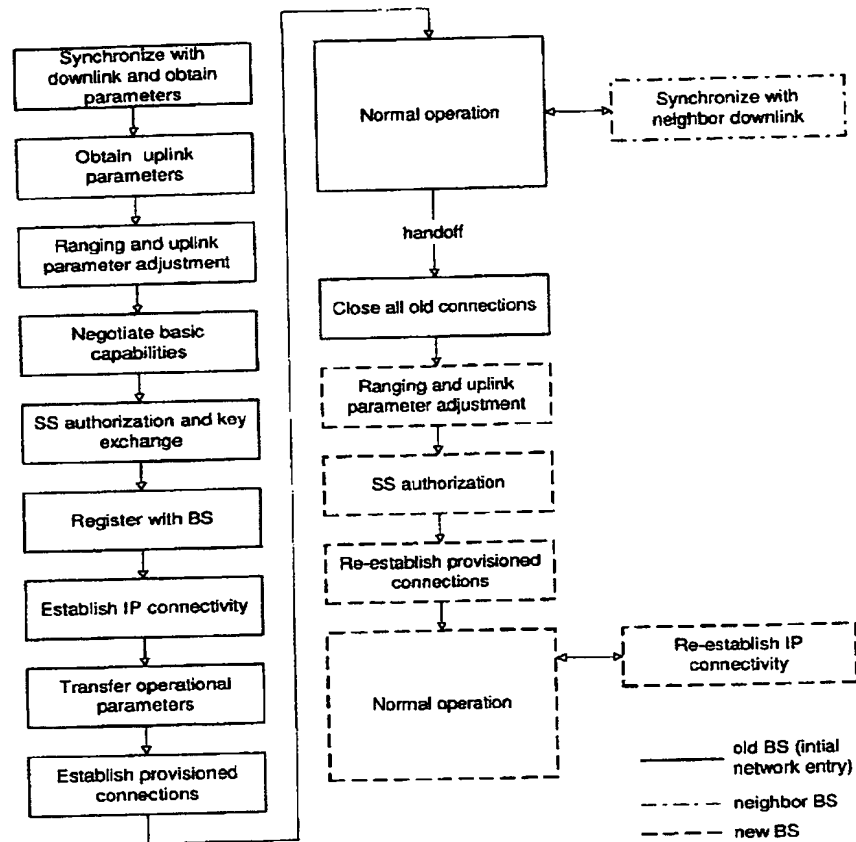 Synchronize with
downlink and obtain
parameters
Obtain uplink
parameters
Ranging and uplink
parameter adjustment
Negotiate basic
capabilities
SS authorization and key
exchange
Register with BS
Establish IP connectivity
Transfer operational
parameters
Establish provisioned
connections
Normal operation
Synchronize with
neighbor downlink
handoff
Close all old connections
Ranging and uplink
parameter adjustment
SS authorization
Re-establish provisioned
connections
Normal operation
Re-establish IP
connectivity
old BS (intial
network entry)
neighbor BS
new BS